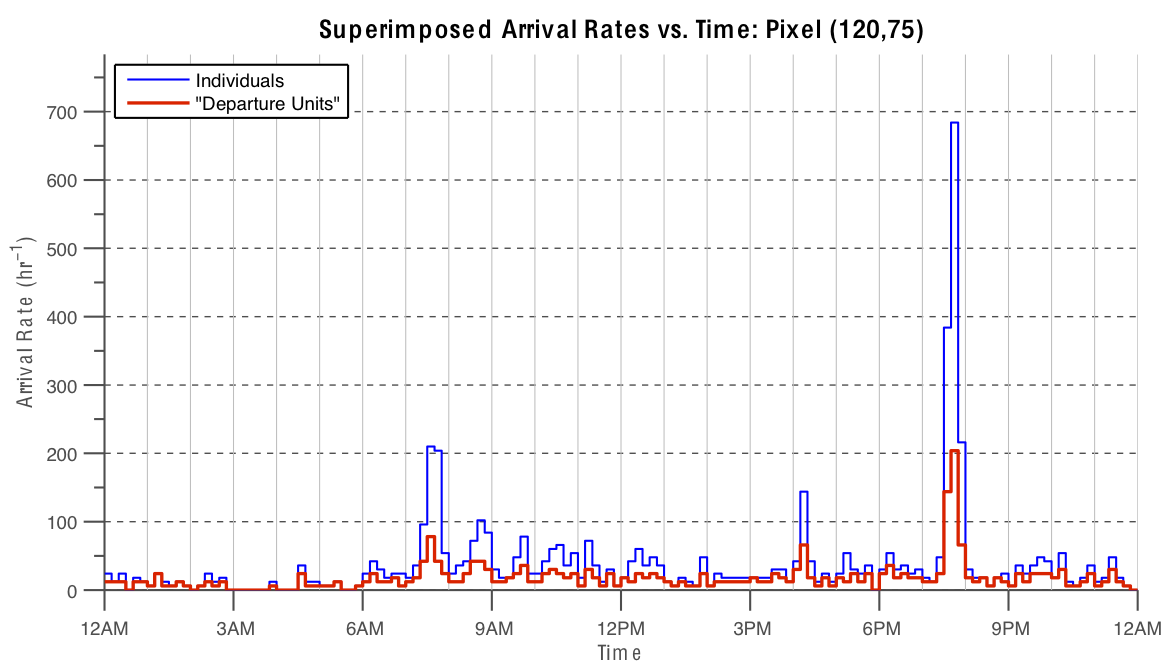 Superimposed Arrival Rates vs. Time: Pixel (120,75)
Individuals
"Departure Units"
700
600
500
400
300
200
100
0
Arrival Rate (hr⁻¹)
12AM 3AM 6AM 9AM 12PM 3PM 6PM 9PM 12AM
Time